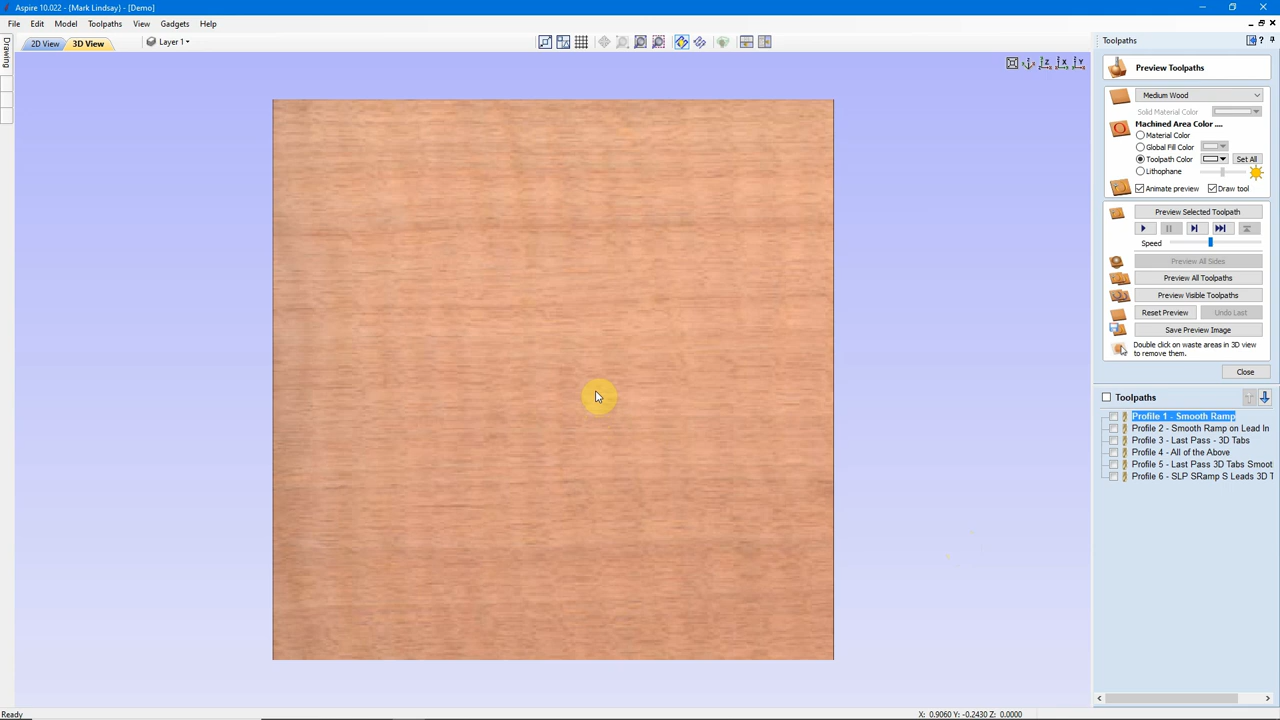 Aspire 10.022 - {Mark Lindsay} - [Demo]
File Edit Model Toolpaths View Gadgets Help
Drawing
2D View 3D View Layer 1
Toolpaths
Z X Y
Preview Toolpaths
Medium Wood
Solid Material Color
Machined Area Color ....
Material Color
Global Fill Color
Toolpath Color Set All
Lithophane
Animate preview Draw tool
Preview Selected Toolpath
Speed
Preview All Sides
Preview All Toolpaths
Preview Visible Toolpaths
Reset Preview Undo Last
Save Preview Image
Double click on waste areas in 3D view
to remove them.
Close
Toolpaths
Profile 1 - Smooth Ramp
Profile 2 - Smooth Ramp on Lead In
Profile 3 - Last Pass - 3D Tabs
Profile 4 - All of the Above
Profile 5 - Last Pass 3D Tabs Smoot
Profile 6 - SLP SRamp S Leads 3D T
Ready
X: 0.9060 Y: -0.2430 Z: 0.0000